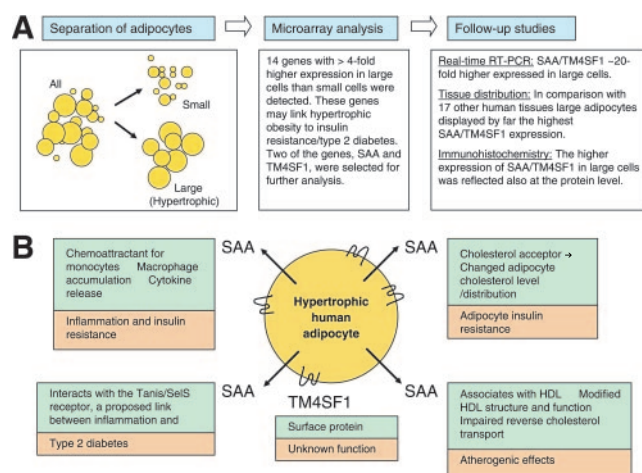 A
Separation of adipocytes
Microarray analysis
Follow-up studies
All
Small
Large
(Hypertrophic)
14 genes with > 4-fold
higher expression in large
cells than small cells were
detected. These genes
may link hypertrophic
obesity to insulin
resistance/type 2 diabetes.
Two of the genes, SAA and
TM4SF1, were selected for
further analysis.
Real-time RT-PCR: SAA/TM4SF1 ~20-
fold higher expressed in large cells.
Tissue distribution: In comparison with
17 other human tissues large adipocytes
displayed by far the highest
SAA/TM4SF1 expression.
Immunohistochemistry: The higher
expression of SAA/TM4SF1 in large cells
was reflected also at the protein level.
B
Chemoattractant for
monocytes Macrophage
accumulation Cytokine
release
Inflammation and insulin
resistance
SAA
SAA
Cholesterol acceptor →
Changed adipocyte
cholesterol level
/distribution
Adipocyte insulin
resistance
Hypertrophic
human
adipocyte
Interacts with the Tanis/SelS
receptor, a proposed link
between inflammation and
Type 2 diabetes
SAA
TM4SF1
Surface protein
Unknown function
SAA
Associates with HDL Modified
HDL structure and function
Impaired reverse cholesterol
transport
Atherogenic effects